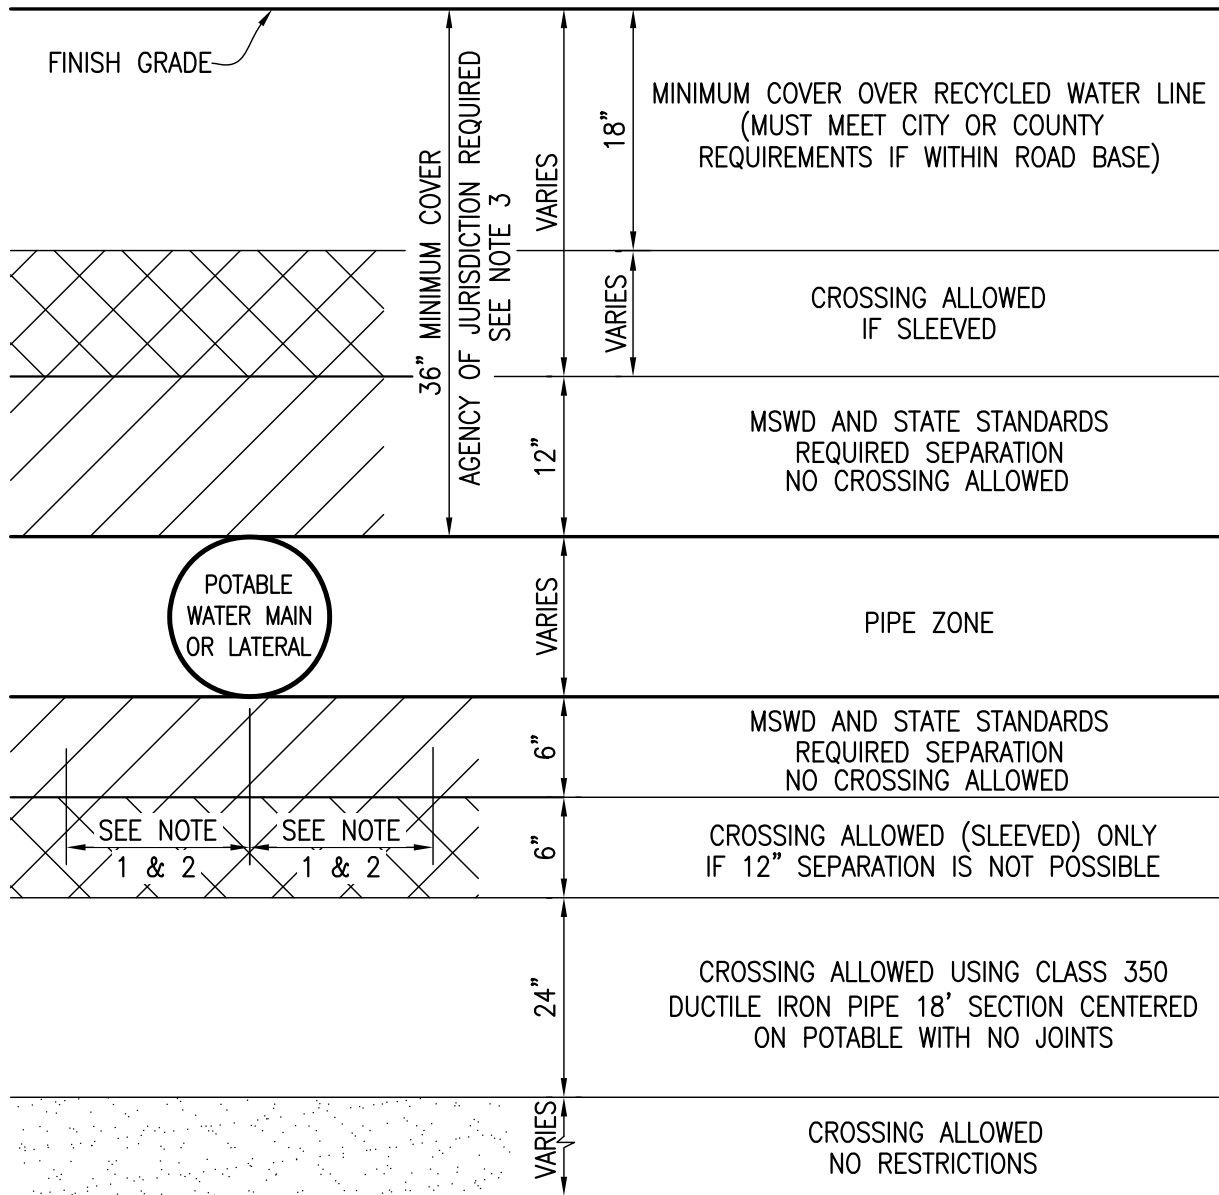 FINISH GRADE
36” MINIMUM COVER
AGENCY OF JURISDICTION REQUIRED
SEE NOTE 3
VARIES
18”
MINIMUM COVER OVER RECYCLED WATER LINE
(MUST MEET CITY OR COUNTY
REQUIREMENTS IF WITHIN ROAD BASE)
VARIES
CROSSING ALLOWED
IF SLEEVED
12”
MSWD AND STATE STANDARDS
REQUIRED SEPARATION
NO CROSSING ALLOWED
POTABLE
WATER MAIN
OR LATERAL
VARIES
PIPE ZONE
6”
MSWD AND STATE STANDARDS
REQUIRED SEPARATION
NO CROSSING ALLOWED
SEE NOTE
1 & 2
SEE NOTE
1 & 2
6”
CROSSING ALLOWED (SLEEVED) ONLY
IF 12” SEPARATION IS NOT POSSIBLE
24”
CROSSING ALLOWED USING CLASS 350
DUCTILE IRON PIPE 18’ SECTION CENTERED
ON POTABLE WITH NO JOINTS
VARIES
CROSSING ALLOWED
NO RESTRICTIONS